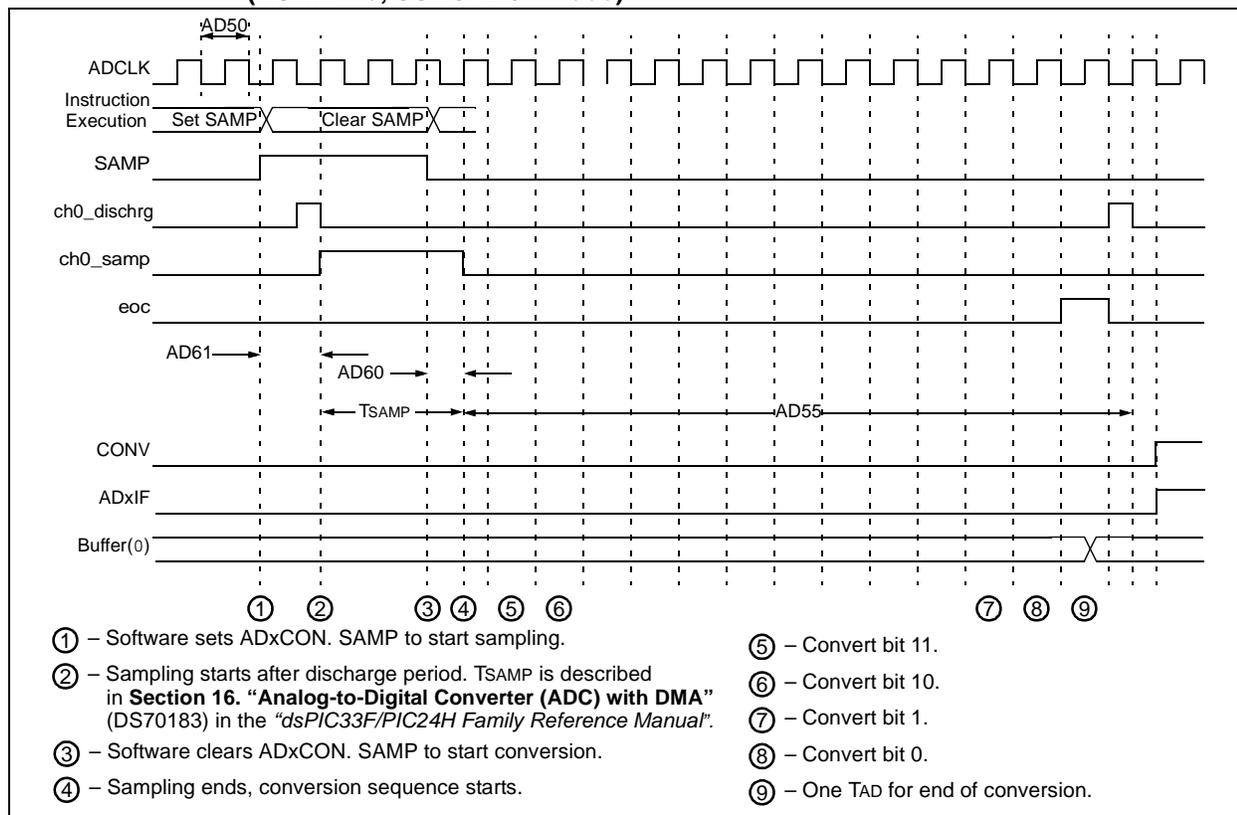 AD50
ADCLK
Instruction
Execution
Set SAMP
Clear SAMP
SAMP
ch0_dischrg
ch0_samp
eoc
AD61
AD60
TSAMP
AD55
CONV
ADxIF
Buffer(0)
1 2 3 4 5 6 7 8 9
1 – Software sets ADxCON. SAMP to start sampling.
2 – Sampling starts after discharge period. TSAMP is described
in Section 16. “Analog-to-Digital Converter (ADC) with DMA”
(DS70183) in the “dsPIC33F/PIC24H Family Reference Manual”.
3 – Software clears ADxCON. SAMP to start conversion.
4 – Sampling ends, conversion sequence starts.
5 – Convert bit 11.
6 – Convert bit 10.
7 – Convert bit 1.
8 – Convert bit 0.
9 – One TAD for end of conversion.